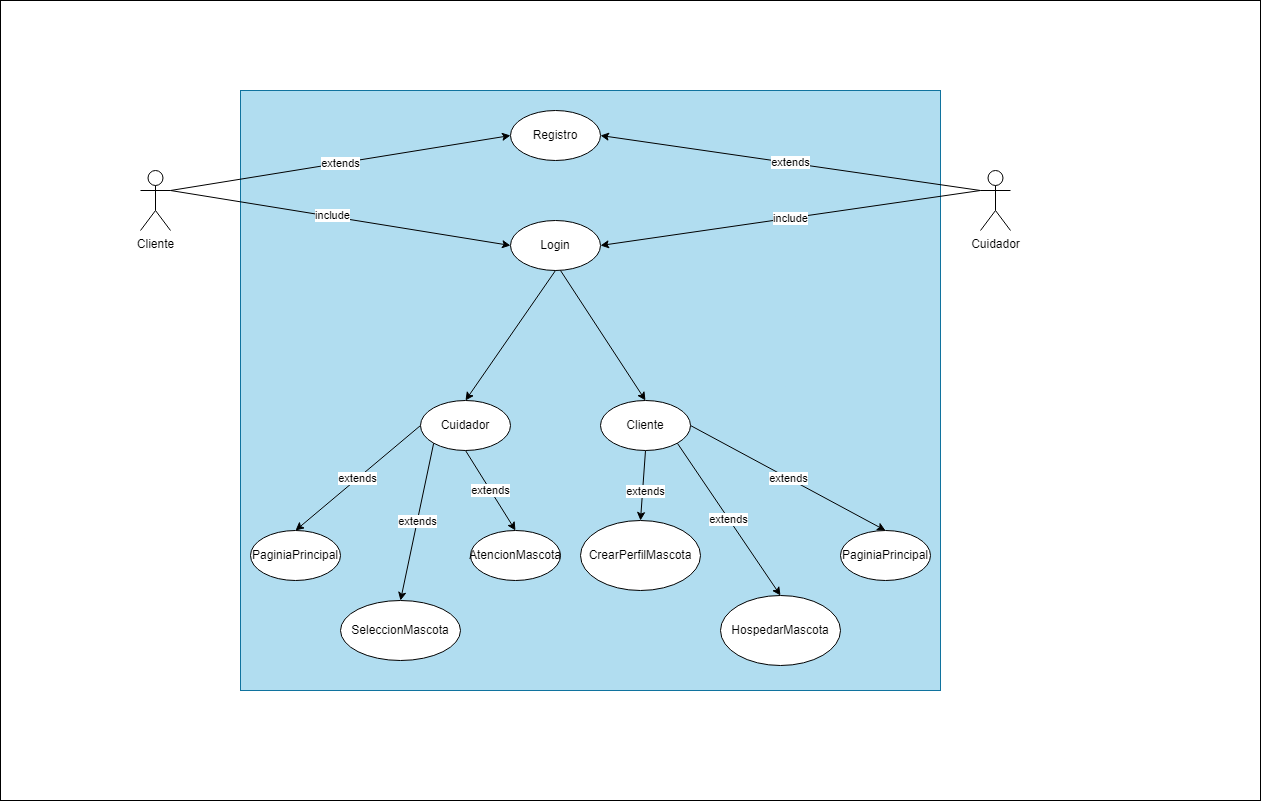 Registro
extends
extends
include
include
Cliente
Cuidador
Login
Cuidador
Cliente
extends
extends
extends
extends
extends
extends
PaginiaPrincipal
AtencionMascota
CrearPerfilMascota
PaginiaPrincipal
SeleccionMascota
HospedarMascota